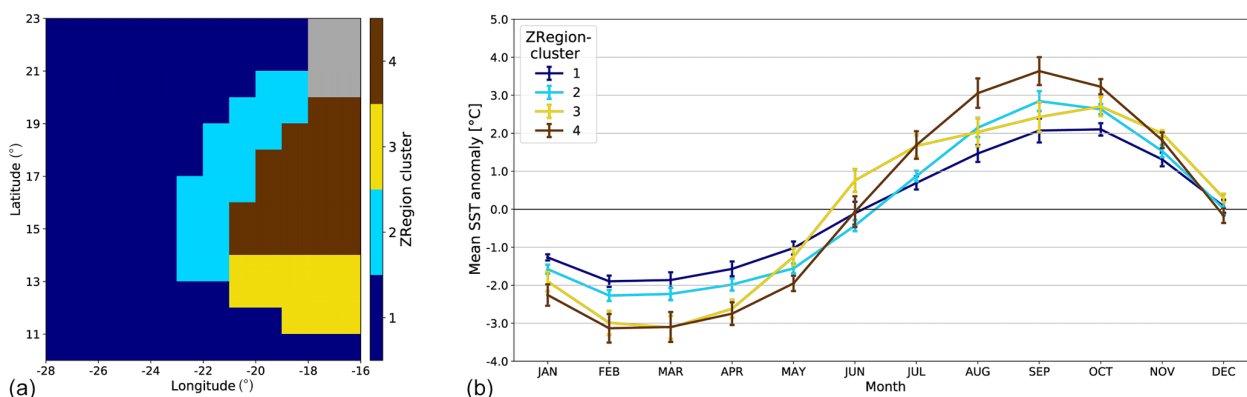 23
21
19
17
15
13
11
Latitude (°)
-28
-26
-24
-22
-20
-18
-16
Longitude (°)
(a)
4
3
2
1
ZRegion cluster
5.0
4.0
3.0
2.0
1.0
0.0
-1.0
-2.0
-3.0
-4.0
Mean SST anomaly [°C]
ZRegion-
cluster
1
2
3
4
JAN
FEB
MAR
APR
MAY
JUN
JUL
AUG
SEP
OCT
NOV
DEC
Month
(b)